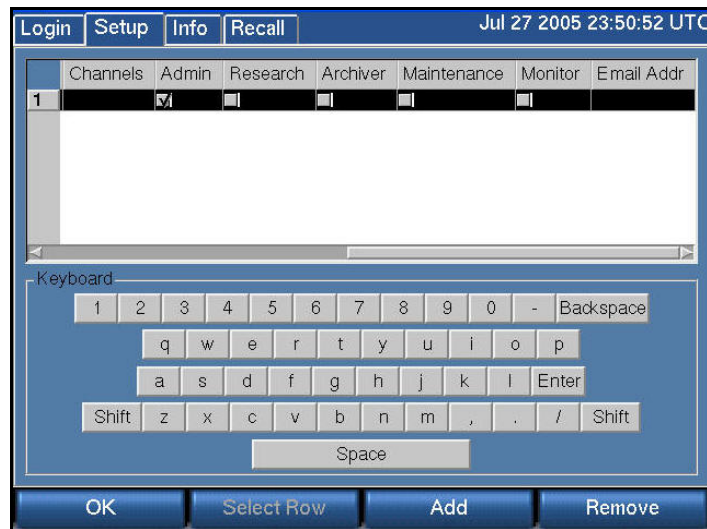 Login Setup Info Recall Jul 27 2005 23:50:52 UTC
Channels Admin Research Archiver Maintenance Monitor Email Addr
1
Keyboard
1 2 3 4 5 6 7 8 9 0 - Backspace
q w e r t y u i o p
a s d f g h j k l Enter
Shift z x c v b n m , . / Shift
Space
OK Select Row Add Remove